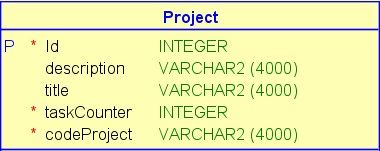 Project
P * Id INTEGER
description VARCHAR2 (4000)
title VARCHAR2 (4000)
* taskCounter INTEGER
* codeProject VARCHAR2 (4000)